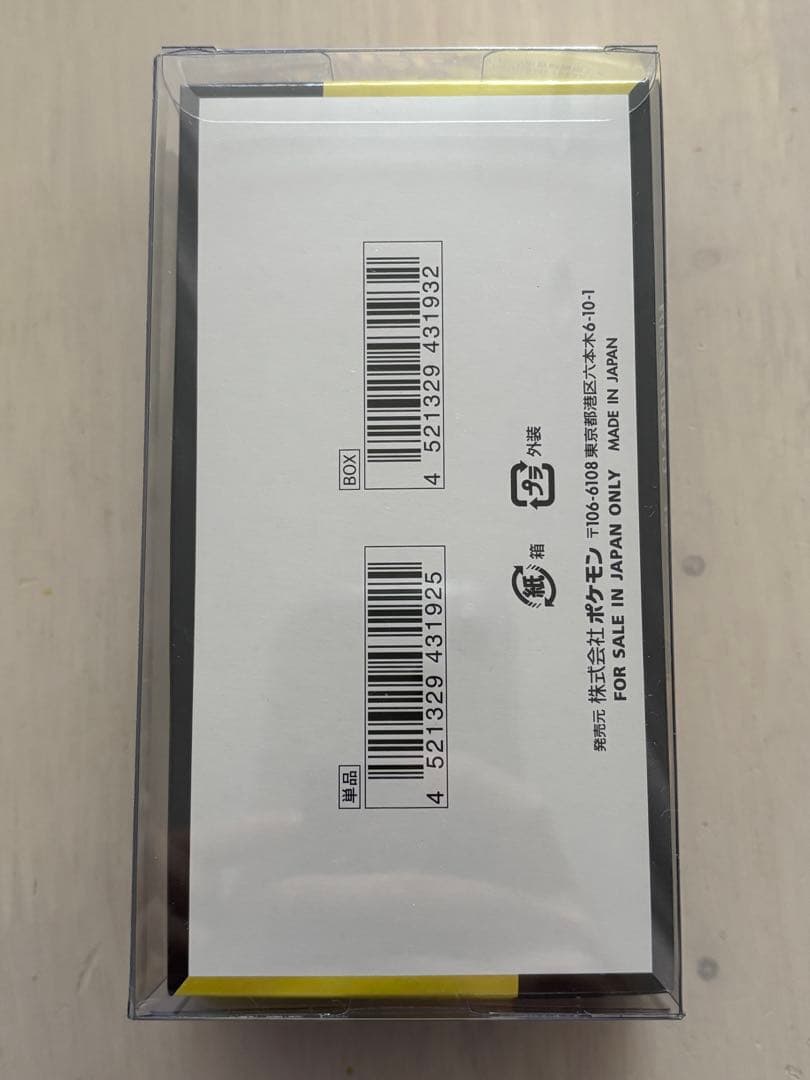 BOX
4 521329 431932
単品
4 521329 431925
紙 箱
プラ 外装
発売元 株式会社 ポケモン 〒106-6108 東京都港区六本木6-10-1
FOR SALE IN JAPAN ONLY MADE IN JAPAN